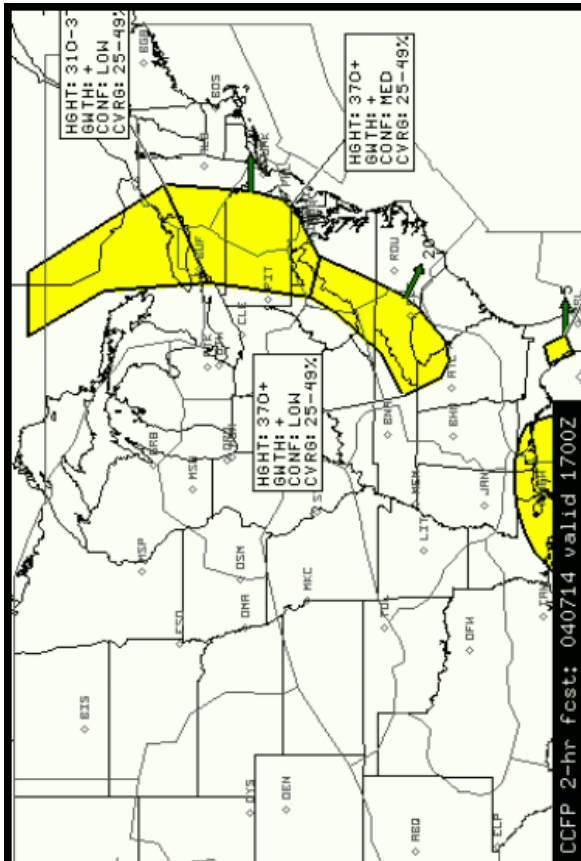 HGHT: 310-3
GWTH: +
CONF: LOW
CVRG: 25-49%
HGHT: 370+
GWTH: +
CONF: MED
CVRG: 25-49%
HGHT: 370+
GWTH: +
CONF: LOW
CVRG: 25-49%
BGR
BOS
BUF
PIT
CLE
RDU
20
5
ATL
BHM
BNA
MEM
JAN
LIT
GRB
MSN
MSP
DSM
OMA
MKC
FSD
TUL
DFW
IAH
BIS
CYS
DEN
ABQ
ELP
CCFP 2-hr fcst: 040714 valid 1700Z